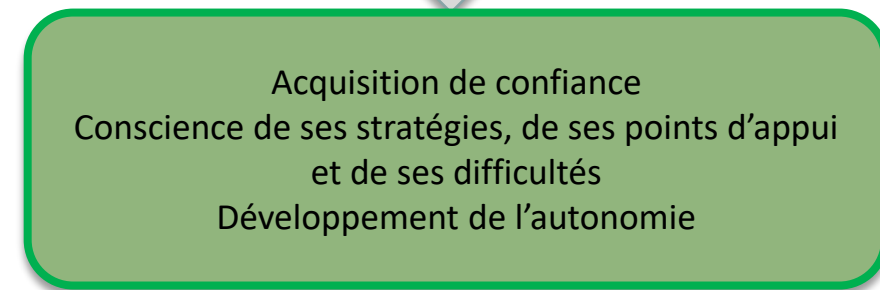 Acquisition de confiance
Conscience de ses stratégies, de ses points d’appui
et de ses difficultés
Développement de l’autonomie